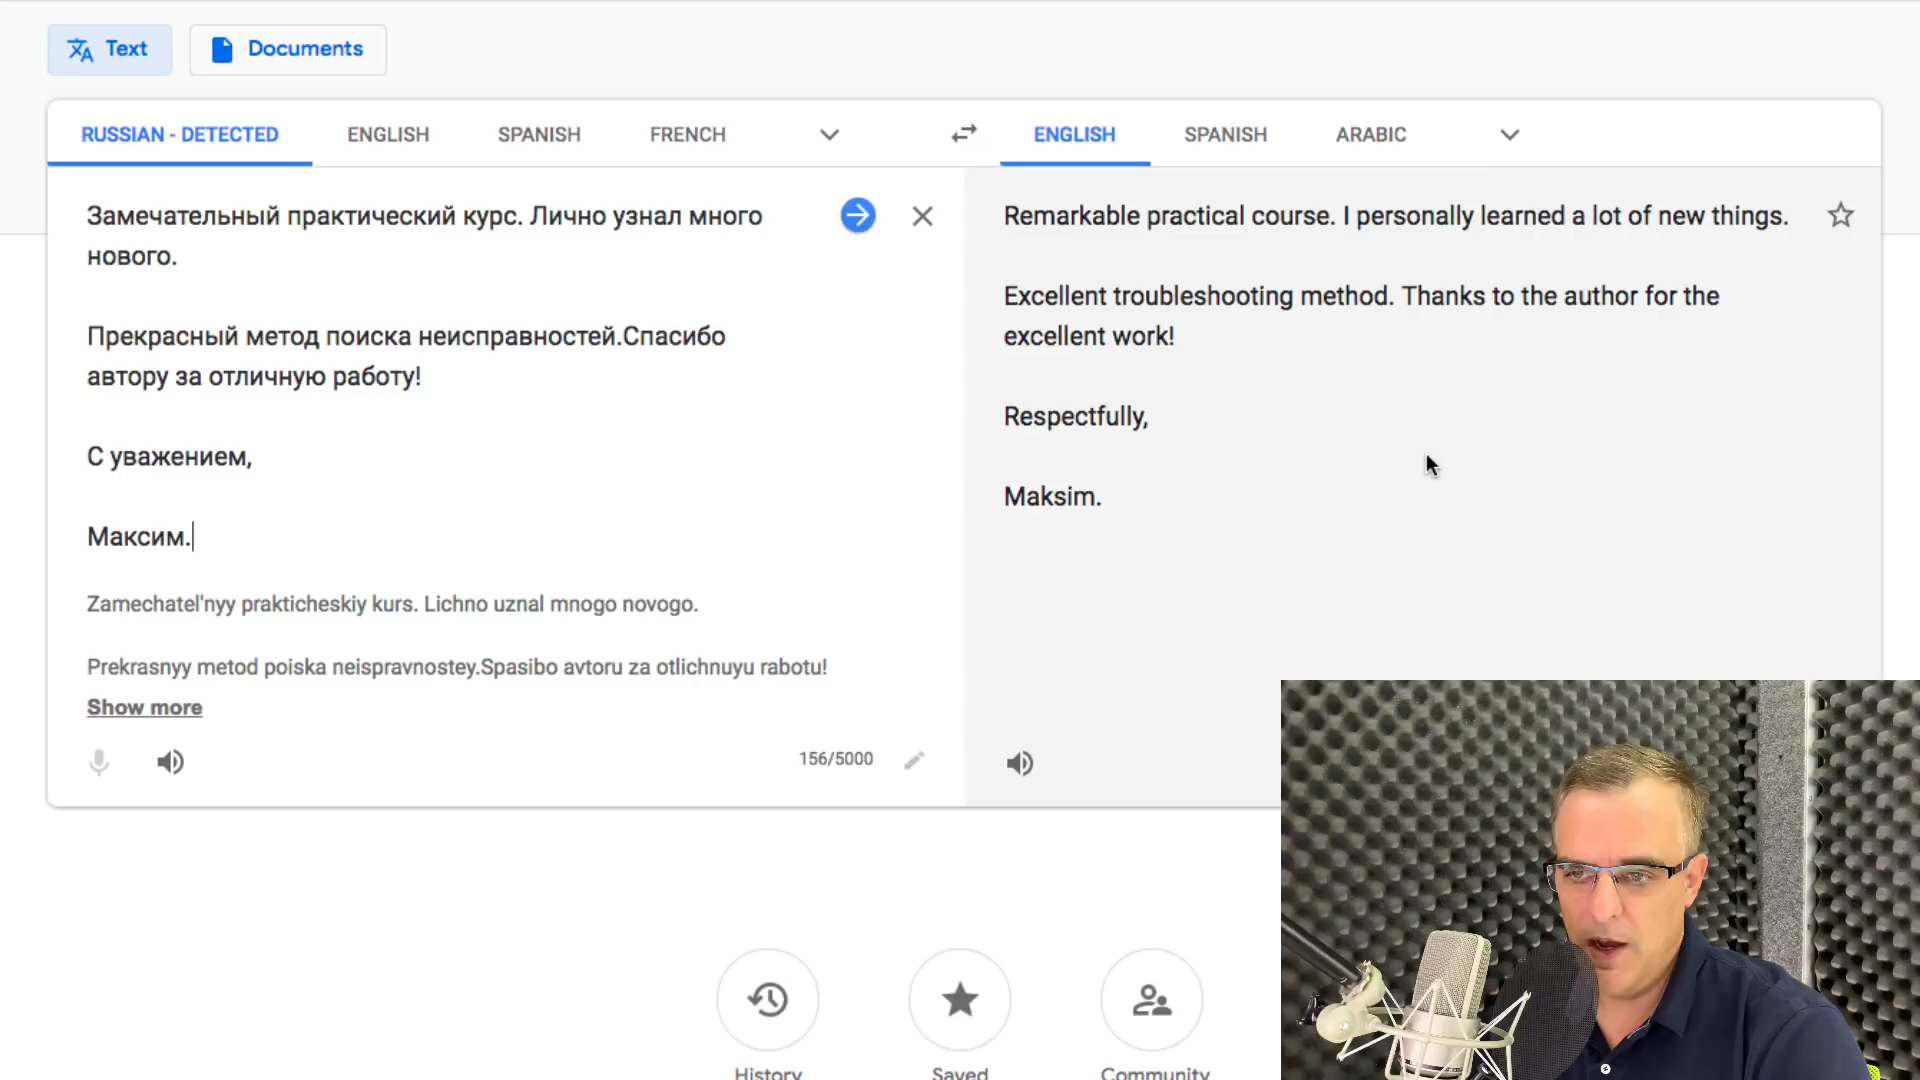 Text
Documents
RUSSIAN - DETECTED
ENGLISH
SPANISH
FRENCH
ENGLISH
SPANISH
ARABIC
Замечательный практический курс. Лично узнал много
нового.
Прекрасный метод поиска неисправностей.Спасибо
автору за отличную работу!
С уважением,
Максим.
Zamechatel'nyy prakticheskiy kurs. Lichno uznal mnogo novogo.
Prekrasnyy metod poiska neispravnostey.Spasibo avtoru za otlichnuyu rabotu!
Show more
156/5000
Remarkable practical course. I personally learned a lot of new things.
Excellent troubleshooting method. Thanks to the author for the
excellent work!
Respectfully,
Maksim.
History
Saved
Community